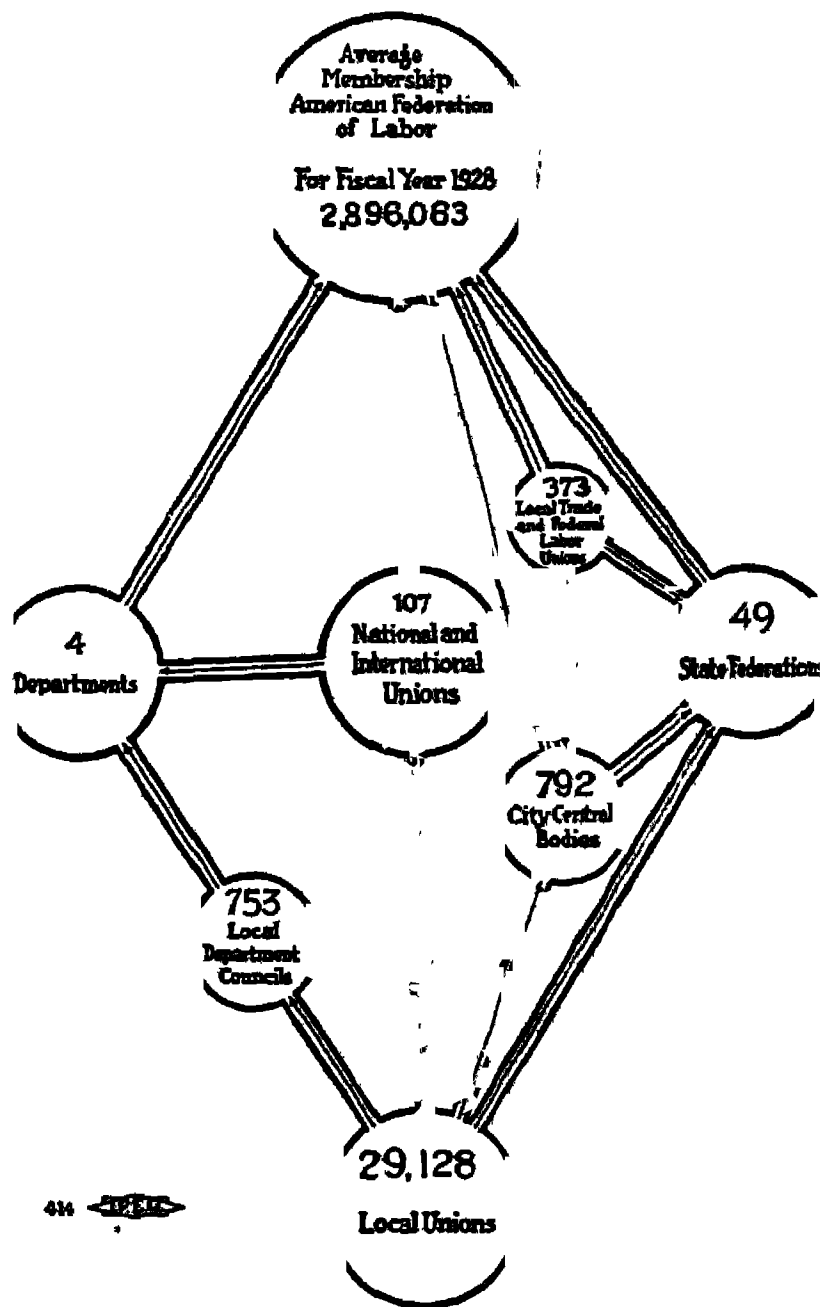 Average
Membership
American Federation
of Labor
For Fiscal Year 1928
2,896,063
373
Local Trade
and Federal
Labor
Unions
4
Departments
107
National and
International
Unions
49
State Federations
792
City Central
Bodies
753
Local
Department
Councils
29,128
Local Unions
414